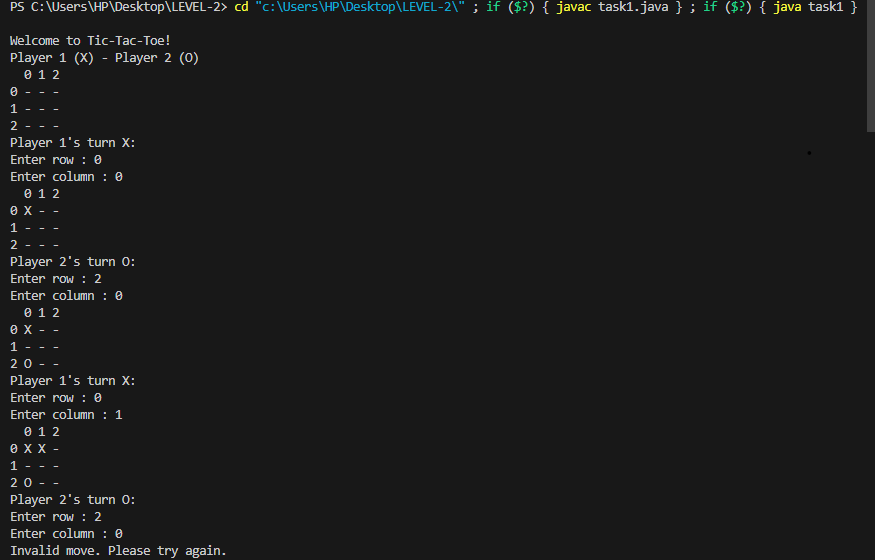 PS C:\Users\HP\Desktop\LEVEL-2> cd "c:\Users\HP\Desktop\LEVEL-2\" ; if ($?) { javac task1.java } ; if ($?) { java task1 }
Welcome to Tic-Tac-Toe!
Player 1 (X) - Player 2 (O)
  0 1 2
0 - - -
1 - - -
2 - - -
Player 1's turn X:
Enter row : 0
Enter column : 0
  0 1 2
0 X - -
1 - - -
2 - - -
Player 2's turn O:
Enter row : 2
Enter column : 0
  0 1 2
0 X - -
1 - - -
2 O - -
Player 1's turn X:
Enter row : 0
Enter column : 1
  0 1 2
0 X X -
1 - - -
2 O - -
Player 2's turn O:
Enter row : 2
Enter column : 0
Invalid move. Please try again.